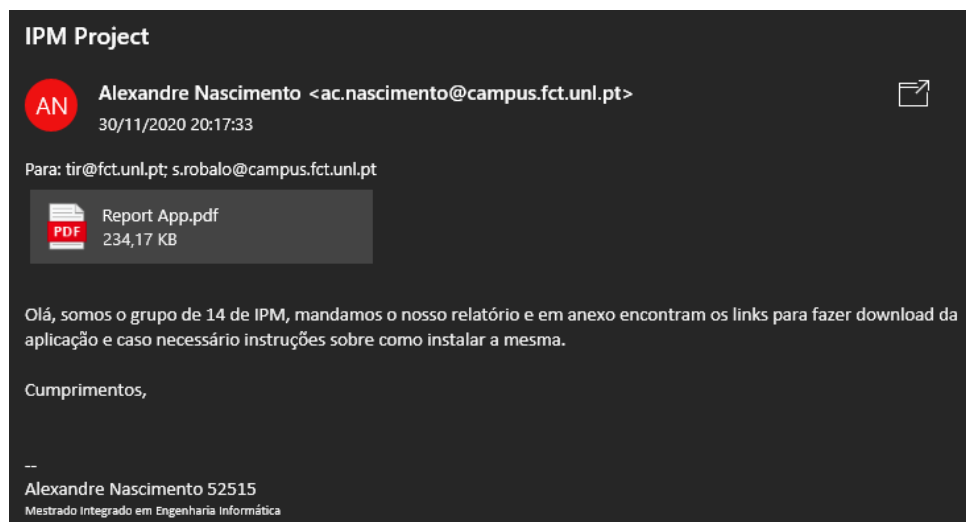 IPM Project
AN
Alexandre Nascimento <ac.nascimento@campus.fct.unl.pt>
30/11/2020 20:17:33
Para: tir@fct.unl.pt; s.robalo@campus.fct.unl.pt
PDF
Report App.pdf
234,17 KB
Olá, somos o grupo de 14 de IPM, mandamos o nosso relatório e em anexo encontram os links para fazer download da
aplicação e caso necessário instruções sobre como instalar a mesma.
Cumprimentos,
--
Alexandre Nascimento 52515
Mestrado Integrado em Engenharia Informática